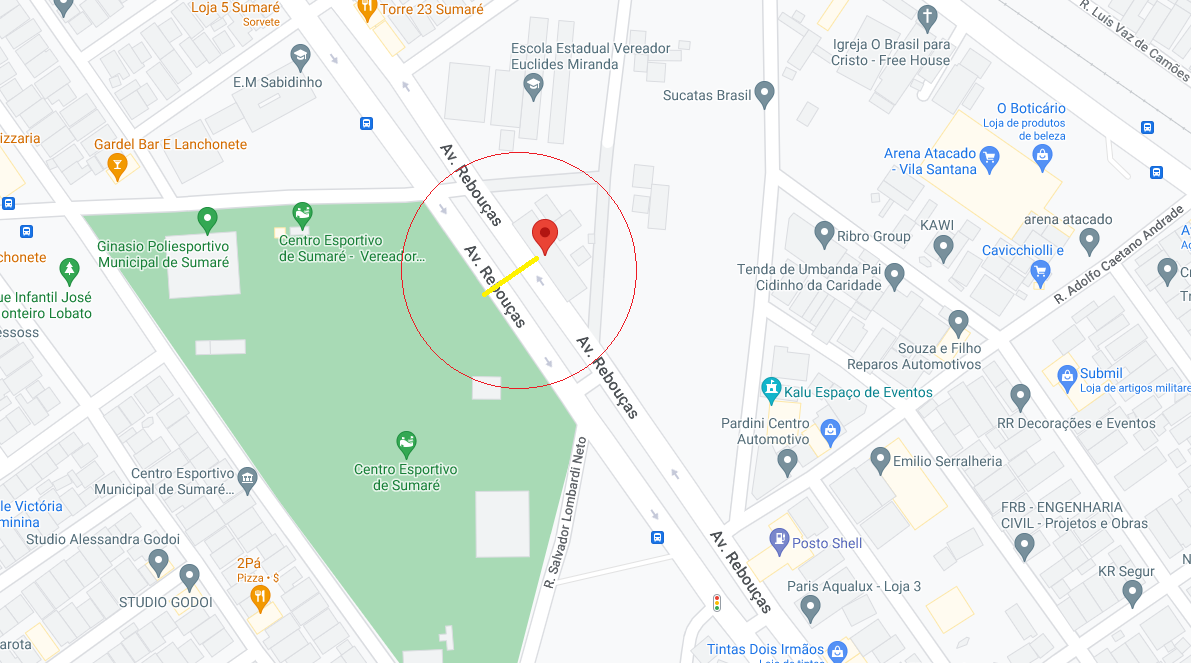 Loja 5 Sumaré
Sorvete
Torre 23 Sumaré
R. Luís Vaz de Camões
Igreja O Brasil para
Cristo - Free House
Escola Estadual Vereador
Euclides Miranda
E.M Sabidinho
Sucatas Brasil
O Boticário
Loja de produtos
de beleza
izzaria
Gardel Bar E Lanchonete
Arena Atacado
- Vila Santana
Av. Rebouças
arena atacado
KAWI
Ribro Group
Cavicchiolli e
R. Adolfo Caetano Andrade
Ginasio Poliesportivo
Municipal de Sumaré
Centro Esportivo
de Sumaré - Vereador...
chonete
Av. Rebouças
Tenda de Umbanda Pai
Cidinho da Caridade
ue Infantil José
onteiro Lobato
essoss
Souza e Filho
Reparos Automotivos
Av. Rebouças
Submil
Loja de artigos militare
Kalu Espaço de Eventos
Pardini Centro
Automotivo
RR Decorações e Eventos
Emilio Serralheria
Centro Esportivo
de Sumaré
Centro Esportivo
Municipal de Sumaré...
R. Salvador Lombardi Neto
le Victória
minina
FRB - ENGENHARIA
CIVIL - Projetos e Obras
Studio Alessandra Godoi
Av. Rebouças
Posto Shell
2Pá
Pizza • $
KR Segur
Paris Aqualux - Loja 3
STUDIO GODOI
arota
Tintas Dois Irmãos
Loja de tintas